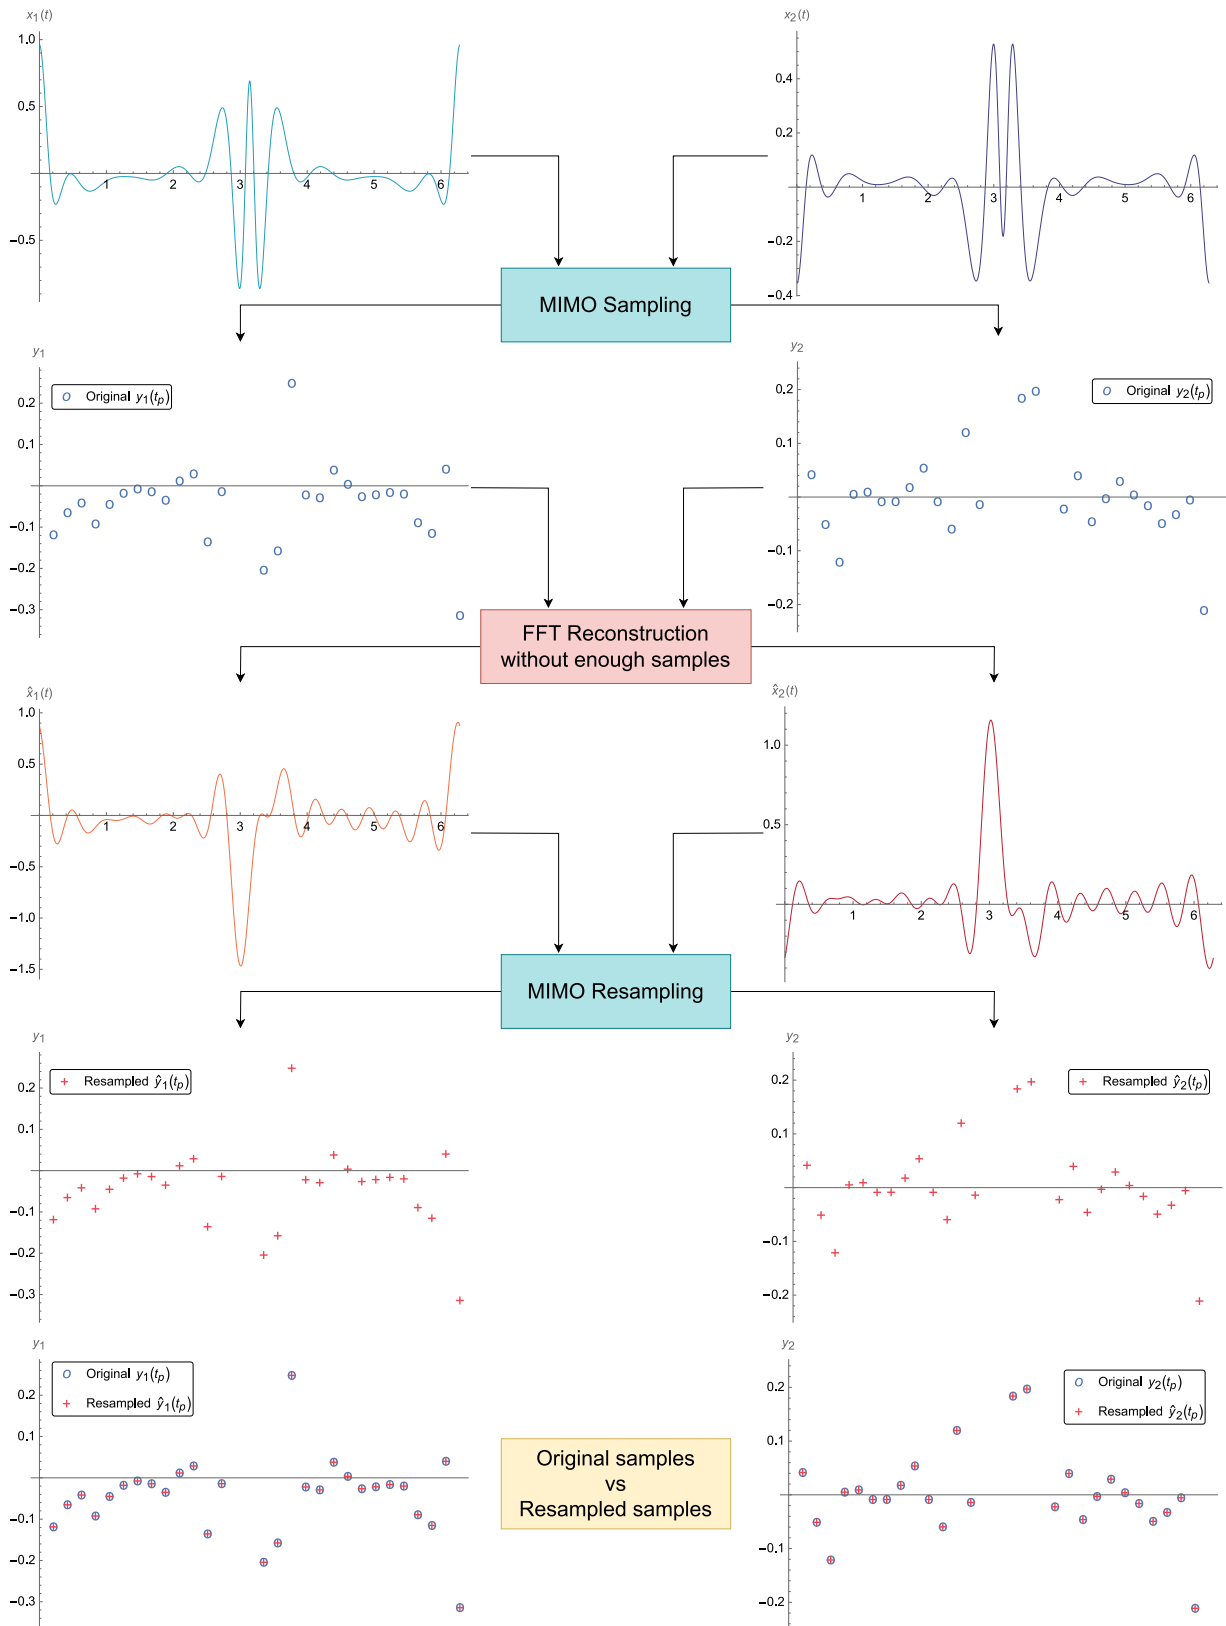 x₁(t)
1.0
0.5
-0.5
1 2 3 4 5 6
x₂(t)
0.4
0.2
-0.2
-0.4
1 2 3 4 5 6
MIMO Sampling
y₁
Original y₁(tₚ)
0.2
0.1
-0.1
-0.2
-0.3
y₂
Original y₂(tₚ)
0.2
0.1
-0.1
-0.2
FFT Reconstruction
without enough samples
x̂₁(t)
1.0
0.5
-0.5
-1.0
-1.5
1 2 3 4 5 6
x̂₂(t)
1.0
0.5
1 2 3 4 5 6
MIMO Resampling
y₁
Resampled ŷ₁(tₚ)
0.2
0.1
-0.1
-0.2
-0.3
y₂
Resampled ŷ₂(tₚ)
0.2
0.1
-0.1
-0.2
y₁
Original y₁(tₚ)
Resampled ŷ₁(tₚ)
0.2
0.1
-0.1
-0.2
-0.3
Original samples
vs
Resampled samples
y₂
Original y₂(tₚ)
Resampled ŷ₂(tₚ)
0.2
0.1
-0.1
-0.2